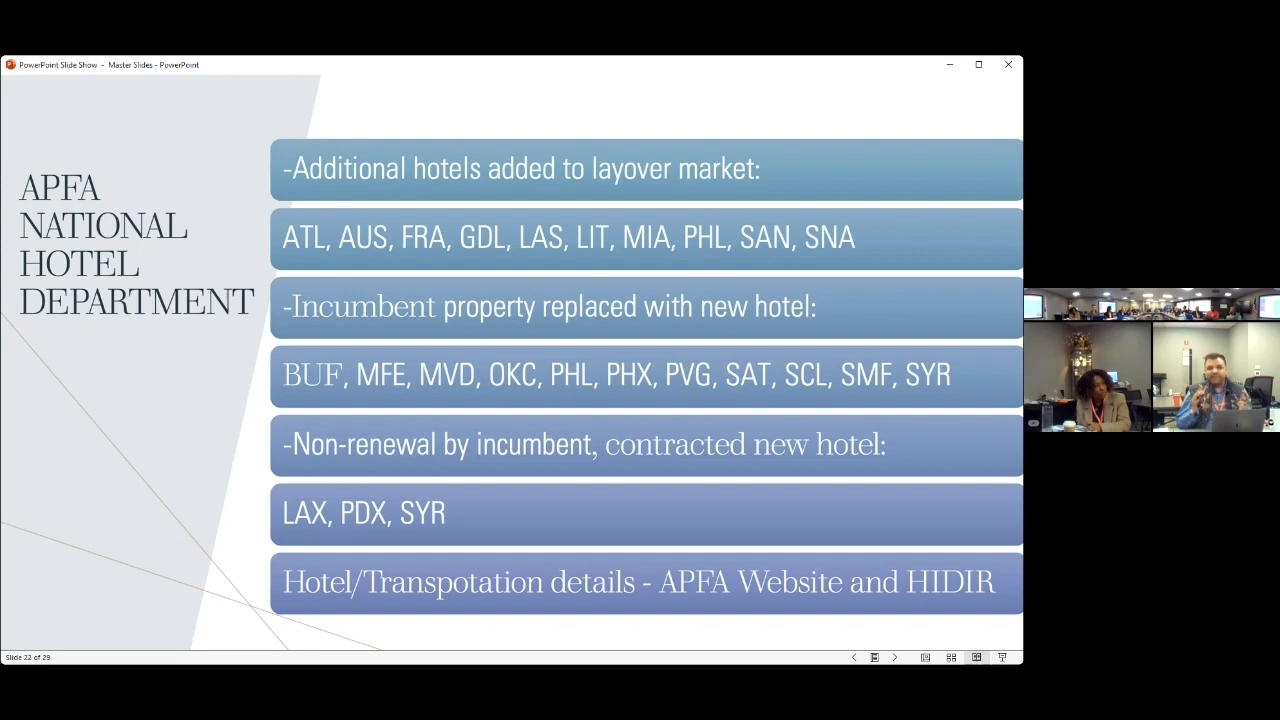 PowerPoint Slide Show - Master Slides - PowerPoint
APFA
NATIONAL
HOTEL
DEPARTMENT
-Additional hotels added to layover market:
ATL, AUS, FRA, GDL, LAS, LIT, MIA, PHL, SAN, SNA
-Incumbent property replaced with new hotel:
BUF, MFE, MVD, OKC, PHL, PHX, PVG, SAT, SCL, SMF, SYR
-Non-renewal by incumbent, contracted new hotel:
LAX, PDX, SYR
Hotel/Transpotation details - APFA Website and HIDIR
Slide 22 of 29